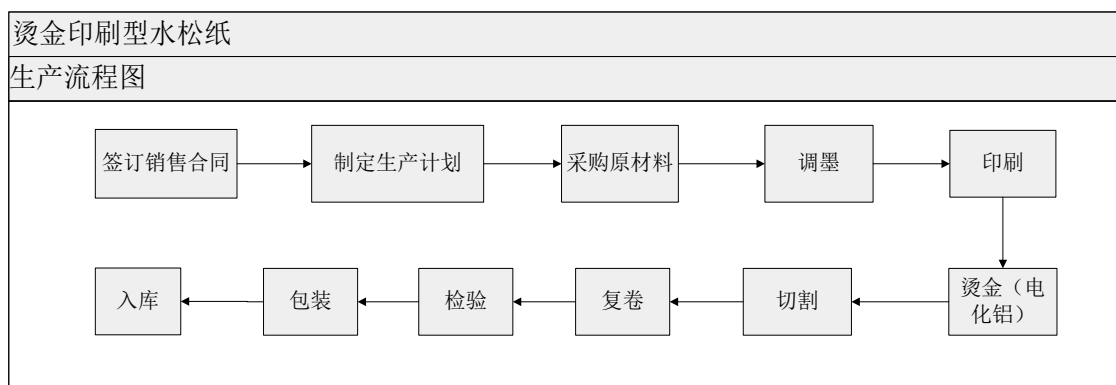 烫金印刷型水松纸
生产流程图
签订销售合同
制定生产计划
采购原材料
调墨
印刷
烫金（电
化铝）
切割
复卷
检验
包装
入库